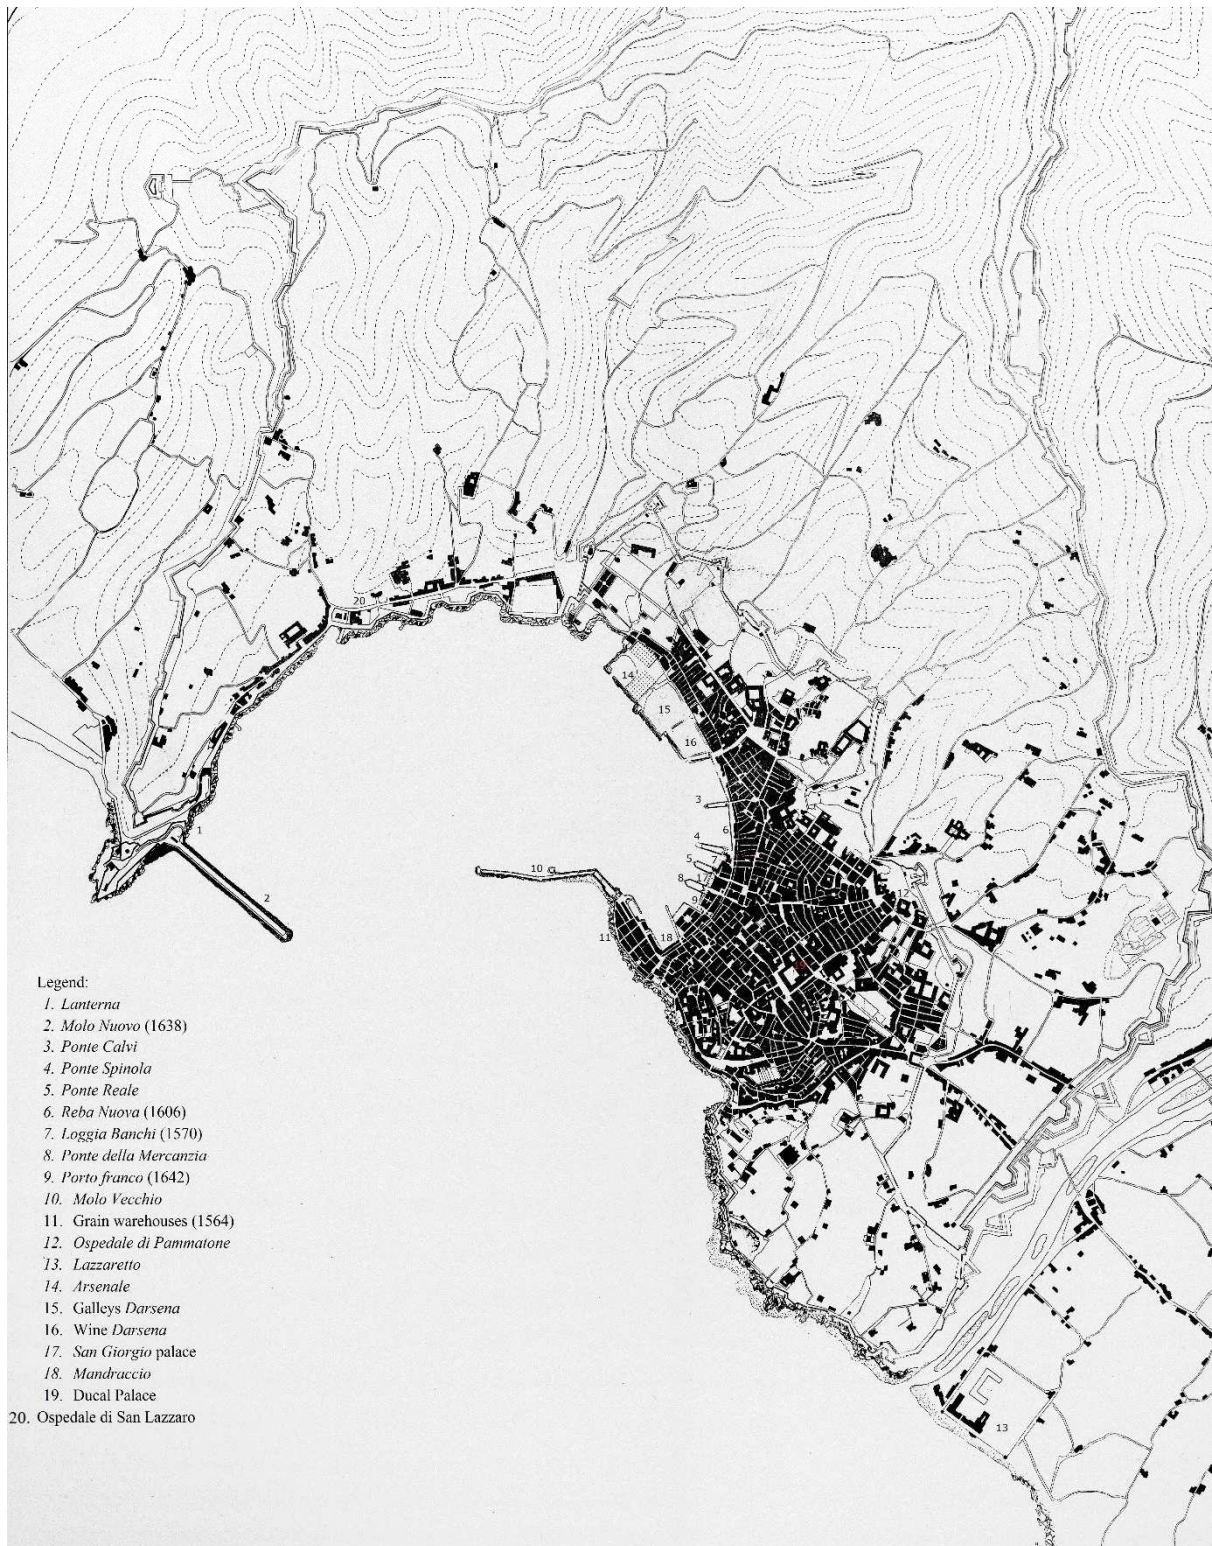 20
14
15
16
3
6
4
5
7
8
17
9
10
12
1
2
11
18
13
Legend:
1. Lanterna
2. Molo Nuovo (1638)
3. Ponte Calvi
4. Ponte Spinola
5. Ponte Reale
6. Reba Nuova (1606)
7. Loggia Banchi (1570)
8. Ponte della Mercanzia
9. Porto franco (1642)
10. Molo Vecchio
11. Grain warehouses (1564)
12. Ospedale di Pammatone
13. Lazzaretto
14. Arsenale
15. Galleys Darsena
16. Wine Darsena
17. San Giorgio palace
18. Mandraccio
19. Ducal Palace
20. Ospedale di San Lazzaro